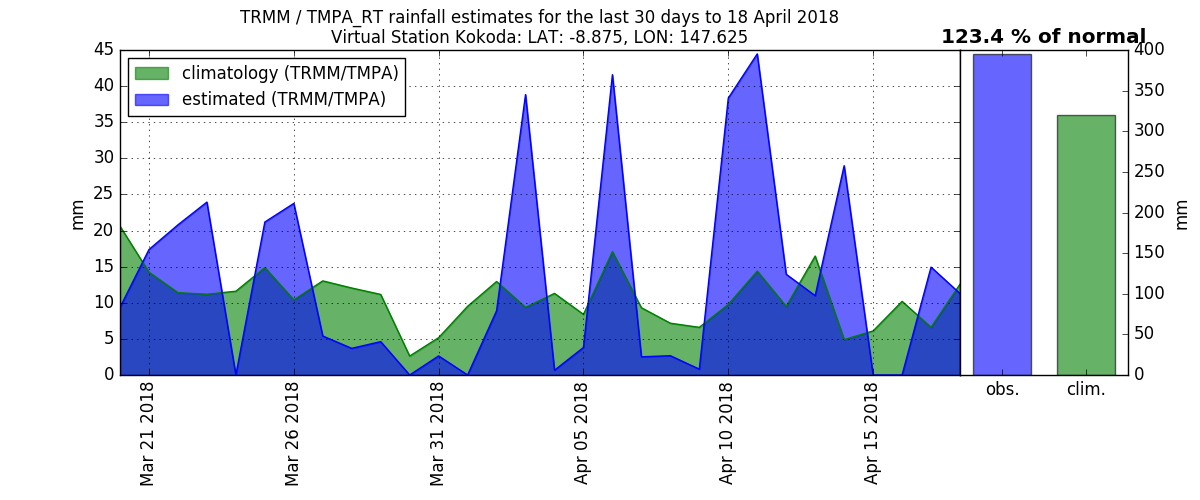 TRMM / TMPA_RT rainfall estimates for the last 30 days to 18 April 2018
Virtual Station Kokoda: LAT: -8.875, LON: 147.625
123.4 % of normal
climatology (TRMM/TMPA)
estimated (TRMM/TMPA)
45
40
35
30
25
20
15
10
5
0
mm
Mar 21 2018
Mar 26 2018
Mar 31 2018
Apr 05 2018
Apr 10 2018
Apr 15 2018
obs.
clim.
400
350
300
250
200
150
100
50
0
mm